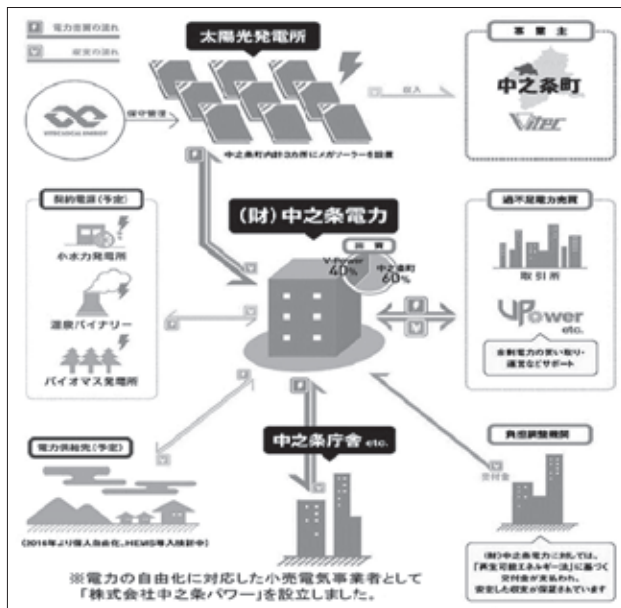 電力売買の流れ
収支の流れ
太陽光発電所
事業主
中之条町
Vitec
収入
VITEC LOCAL ENERGY
保守管理
中之条町内計3カ所にメガソーラーを設置
契約電源(予定)
小水力発電所
温泉バイナリー
バイオマス発電所
(財)中之条電力
出資
V-Power
40%
中之条町
60%
過不足電力売買
取引所
VPower
etc.
余剰電力の買い取り・
運営などサポート
電力供給先(予定)
(2016年より個人自由化、HEMS導入検討中)
中之条庁舎 etc.
負担調整機関
交付金
(財)中之条電力に対しては、
「再生可能エネルギー法」に基づく
交付金が支払われ、
安定した収支が保証されています
※電力の自由化に対応した小売電気事業者として
「株式会社中之条パワー」を設立しました。